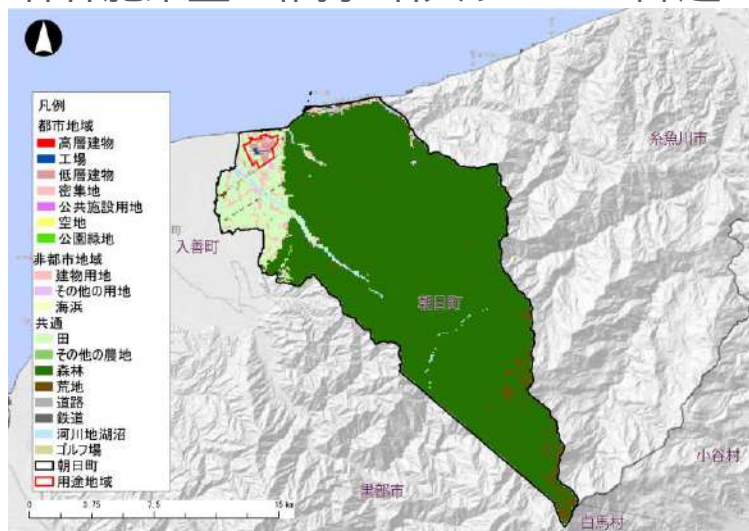 凡例
都市地域
高層建物
工場
低層建物
密集地
公共施設用地
空地
公園緑地
非都市地域
建物用地
その他の用地
海浜
共通
田
その他の農地
森林
荒地
道路
鉄道
河川地湖沼
ゴルフ場
朝日町
用途地域
糸魚川市
入善町
朝日町
小谷村
黒部市
白馬村
0 3.75 7.5 15 km